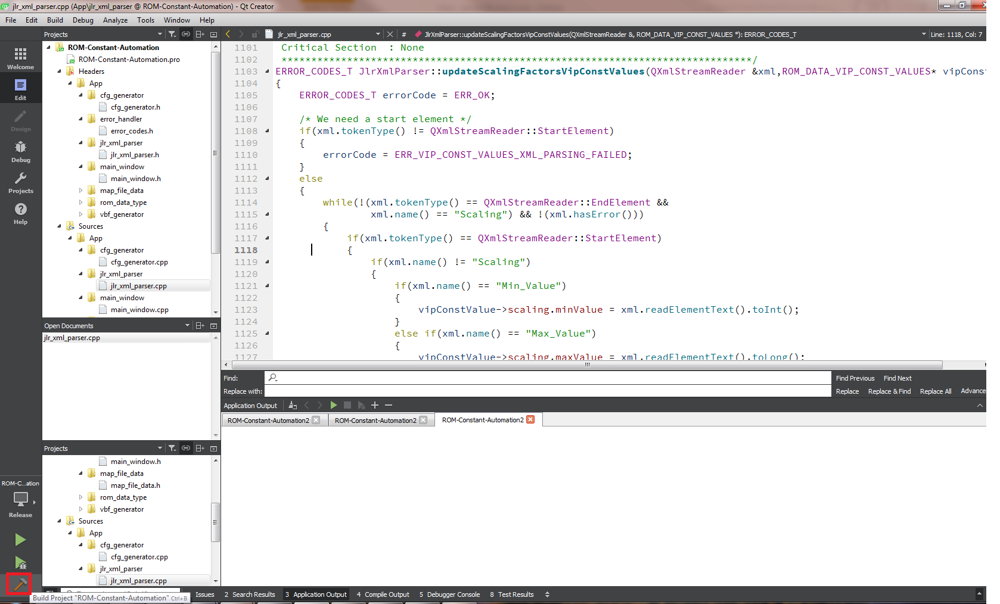 jlr_xml_parser.cpp (App\jlr_xml_parser @ ROM-Constant-Automation) - Qt Creator
File Edit Build Debug Analyze Tools Window Help
Welcome
Edit
Design
Debug
Projects
Help
ROM-C...ation
Release
Projects
ROM-Constant-Automation
ROM-Constant-Automation.pro
Headers
App
cfg_generator
cfg_generator.h
error_handler
error_codes.h
jlr_xml_parser
jlr_xml_parser.h
main_window
main_window.h
map_file_data
rom_data_type
vbf_generator
Sources
App
cfg_generator
cfg_generator.cpp
jlr_xml_parser
jlr_xml_parser.cpp
main_window
main_window.cpp
Open Documents
jlr_xml_parser.cpp
Projects
main_window.h
map_file_data
map_file_data.h
rom_data_type
vbf_generator
Sources
App
cfg_generator
cfg_generator.cpp
jlr_xml_parser
jlr_xml_parser.cpp
jlr_xml_parser.cpp # JlrXmlParser::updateScalingFactorsVipConstValues(QXmlStreamReader &, ROM_DATA_VIP_CONST_VALUES *): ERROR_CODES_T Line: 1118, Col: 7
1101 Critical Section : None
1102 *******************************************************************************/
1103 ERROR_CODES_T JlrXmlParser::updateScalingFactorsVipConstValues(QXmlStreamReader &xml,ROM_DATA_VIP_CONST_VALUES* vipCons
1104 {
1105 ERROR_CODES_T errorCode = ERR_OK;
1106
1107 /* We need a start element */
1108 if(xml.tokenType() != QXmlStreamReader::StartElement)
1109 {
1110 errorCode = ERR_VIP_CONST_VALUES_XML_PARSING_FAILED;
1111 }
1112 else
1113 {
1114 while(!(xml.tokenType() == QXmlStreamReader::EndElement &&
1115 xml.name() == "Scaling") && !(xml.hasError()))
1116 {
1117 if(xml.tokenType() == QXmlStreamReader::StartElement)
1118 {
1119 if(xml.name() != "Scaling")
1120 {
1121 if(xml.name() == "Min_Value")
1122 {
1123 vipConstValue->scaling.minValue = xml.readElementText().toInt();
1124 }
1125 else if(xml.name() == "Max_Value")
1126 {
1127 vipConstValue->scaling.maxValue = xml.readElementText().toLong();
Find: Find Previous Find Next
Replace with: Replace Replace & Find Replace All Advance
Application Output
ROM-Constant-Automation2 ROM-Constant-Automation2 ROM-Constant-Automation2
Build Project "ROM-Constant-Automation" Ctrl+B
Issues 2 Search Results 3 Application Output 4 Compile Output 5 Debugger Console 8 Test Results